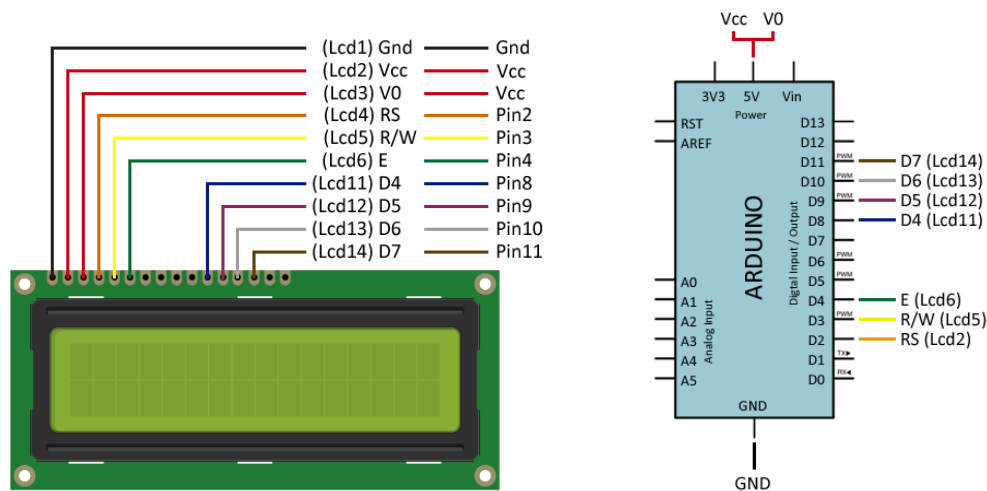 (Lcd1) Gnd Gnd
(Lcd2) Vcc Vcc
(Lcd3) V0 Vcc
(Lcd4) RS Pin2
(Lcd5) R/W Pin3
(Lcd6) E Pin4
(Lcd11) D4 Pin8
(Lcd12) D5 Pin9
(Lcd13) D6 Pin10
(Lcd14) D7 Pin11
Vcc V0
3V3 5V Vin
Power
RST
AREF
A0
A1
A2
A3
A4
A5
Analog Input
ARDUINO
Digtal Input / Output
D13
D12
D11 PWM D7 (Lcd14)
D10 PWM D6 (Lcd13)
D9 PWM D5 (Lcd12)
D8 D4 (Lcd11)
D7
D6 PWM
D5 PWM
D4 E (Lcd6)
D3 PWM R/W (Lcd5)
D2 RS (Lcd2)
D1 TX▶
D0 RX◀
GND
GND